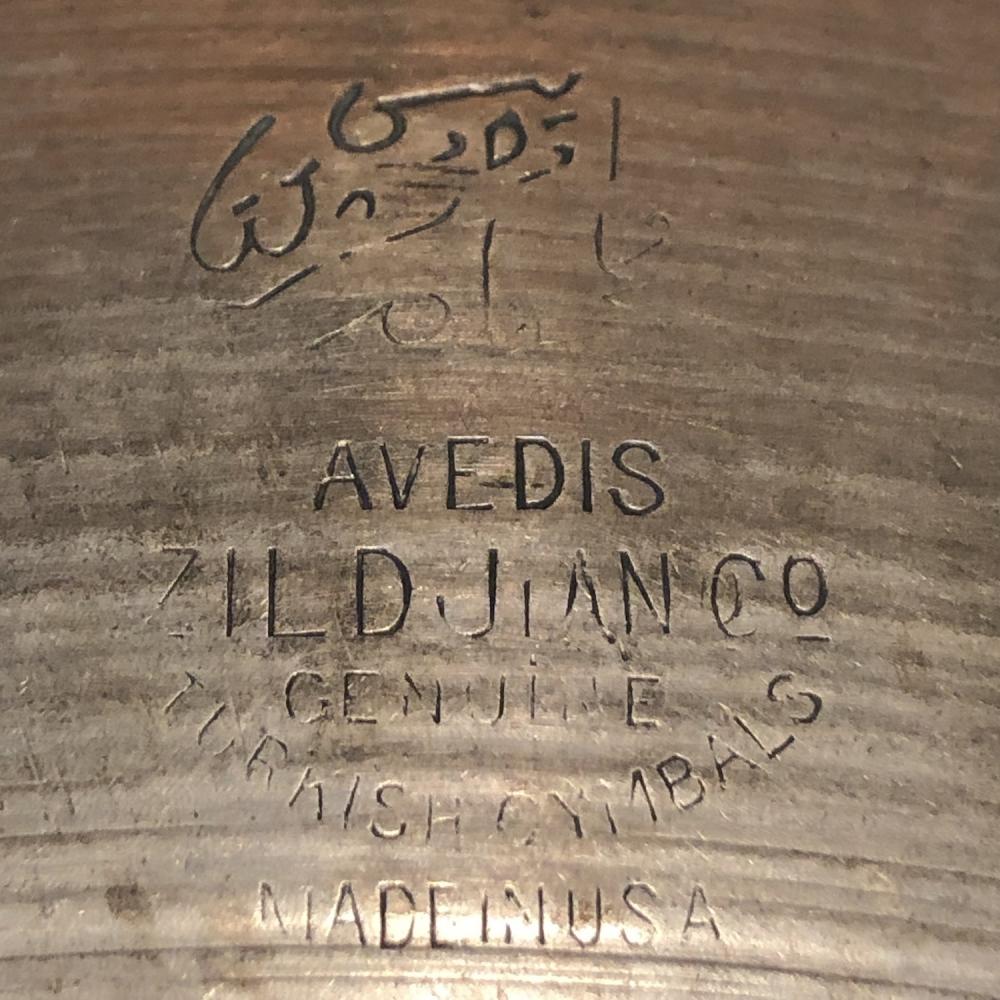 AVEDIS
ZILDJIAN CO
GENUINE
TURKISH CYMBALS
MADE IN U S A